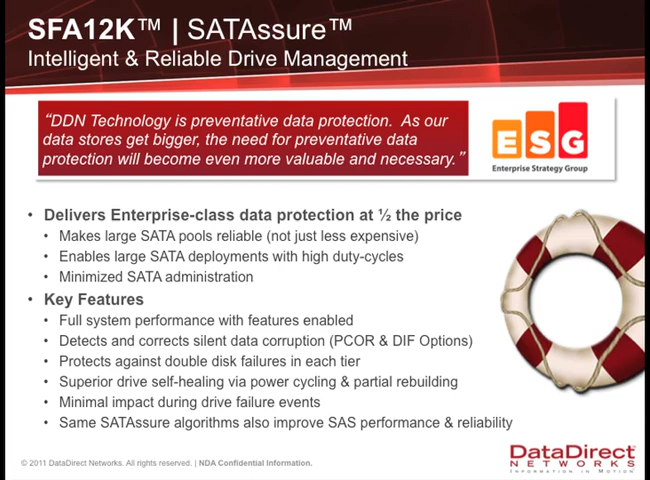 SFA12K™ | SATAssure™
Intelligent & Reliable Drive Management
“DDN Technology is preventative data protection. As our
data stores get bigger, the need for preventative data
protection will become even more valuable and necessary.”
ESG
Enterprise Strategy Group
• Delivers Enterprise-class data protection at ½ the price
• Makes large SATA pools reliable (not just less expensive)
• Enables large SATA deployments with high duty-cycles
• Minimized SATA administration
• Key Features
• Full system performance with features enabled
• Detects and corrects silent data corruption (PCOR & DIF Options)
• Protects against double disk failures in each tier
• Superior drive self-healing via power cycling & partial rebuilding
• Minimal impact during drive failure events
• Same SATAssure algorithms also improve SAS performance & reliability
© 2011 DataDirect Networks. All rights reserved. | NDA Confidential Information.
DataDirect™
NETWORKS
INFORMATION IN MOTION™